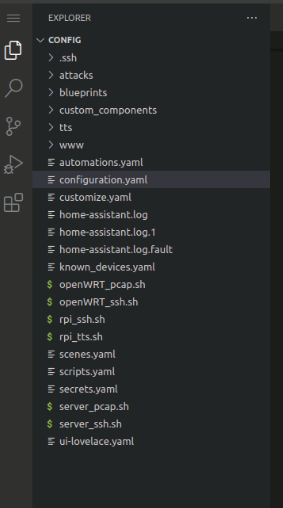 EXPLORER
CONFIG
.ssh
attacks
blueprints
custom_components
tts
www
automations.yaml
configuration.yaml
customize.yaml
home-assistant.log
home-assistant.log.1
home-assistant.log.fault
known_devices.yaml
$ openWRT_pcap.sh
$ openWRT_ssh.sh
$ rpi_ssh.sh
$ rpi_tts.sh
scenes.yaml
scripts.yaml
secrets.yaml
$ server_pcap.sh
$ server_ssh.sh
ui-lovelace.yaml